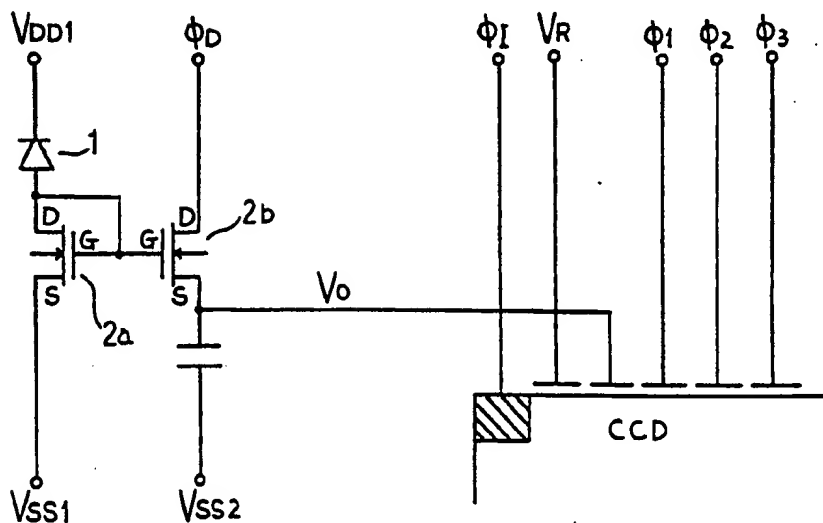 VDD1 ϕD ϕI VR ϕ1 ϕ2 ϕ3
1
D D 2b
G G
S S
2a
Vo
CCD
VSS1 VSS2